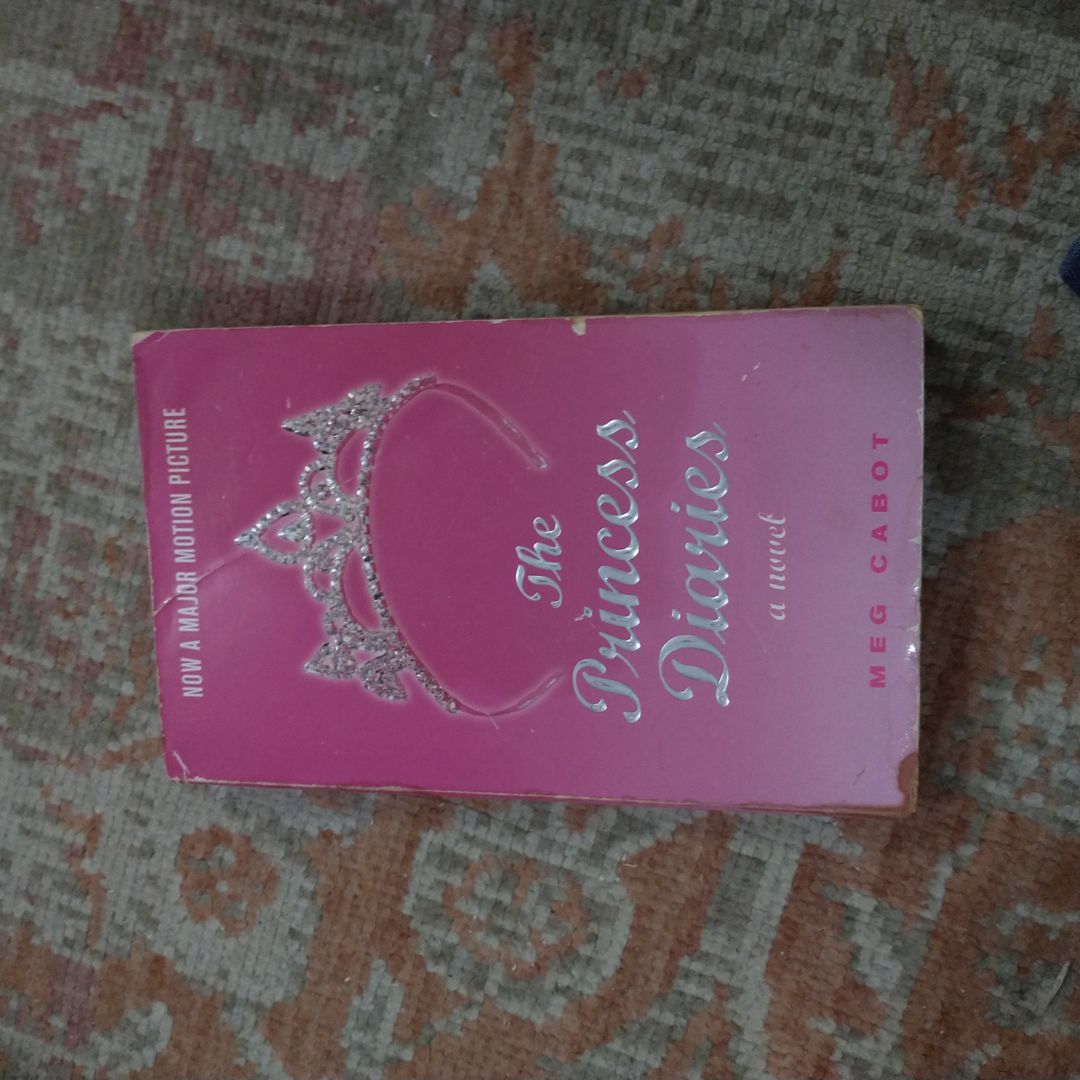 NOW A MAJOR MOTION PICTURE
The
Princess
Diaries
a novel
MEG CABOT